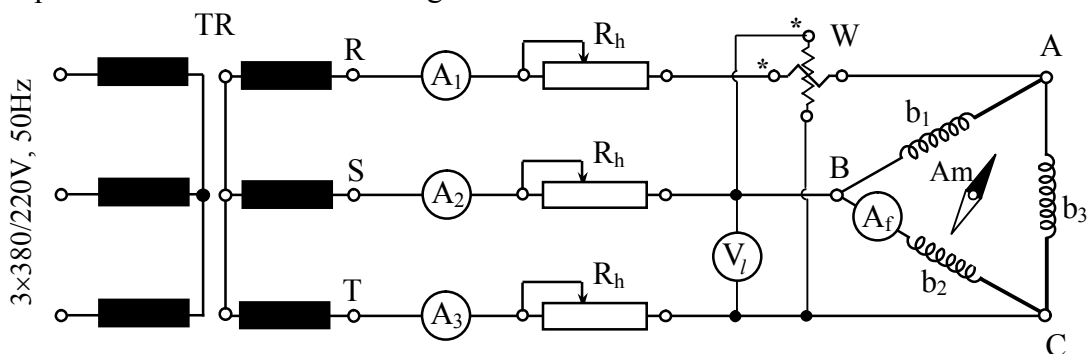 TR
R
A1
Rh
*
*
W
A
3×380/220V, 50Hz
S
A2
Rh
B
b1
Am
Af
b3
Vl
b2
T
A3
Rh
C